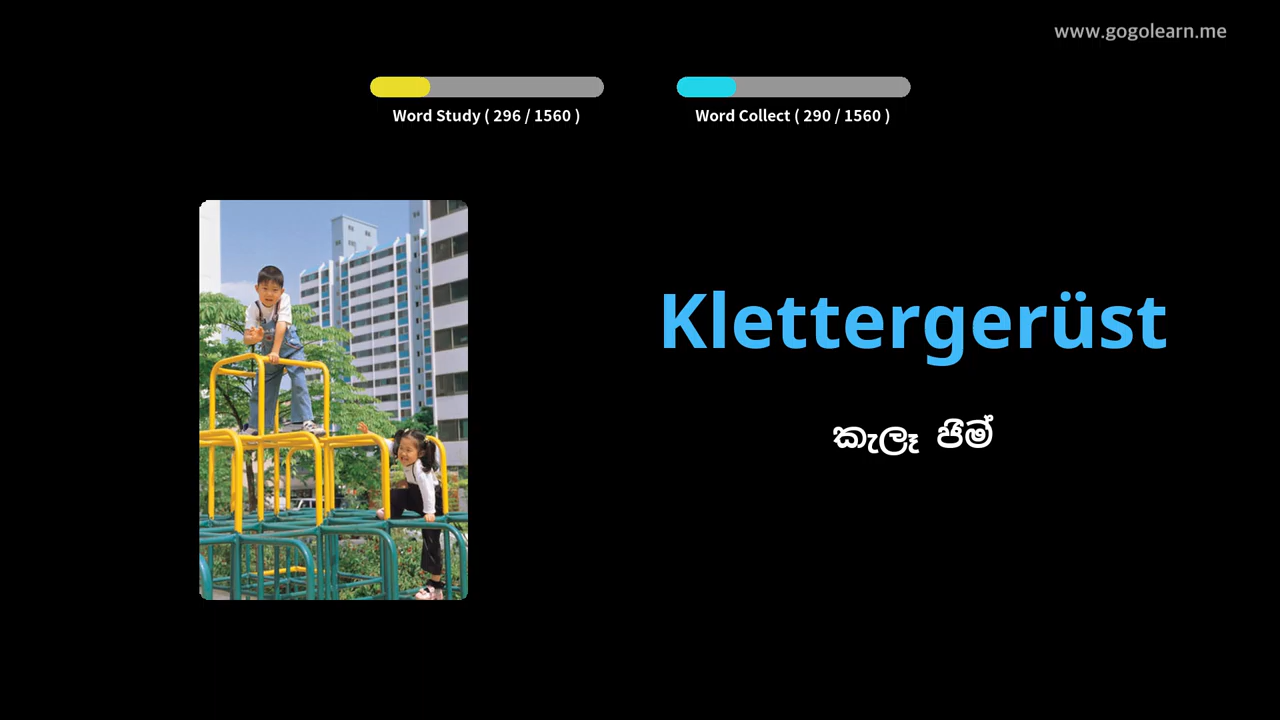 www.gogolearn.me
Word Study ( 296 / 1560 )
Word Collect ( 290 / 1560 )
Klettergerüst
කැලෑ ජිම්